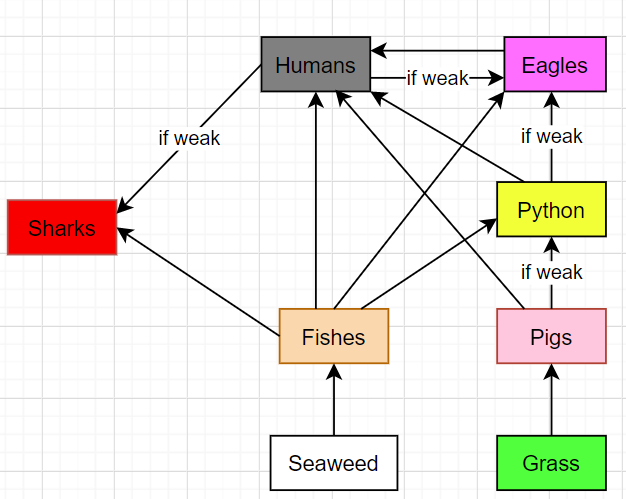 Humans
if weak
Eagles
if weak
if weak
Sharks
Python
if weak
Fishes
Pigs
Seaweed
Grass